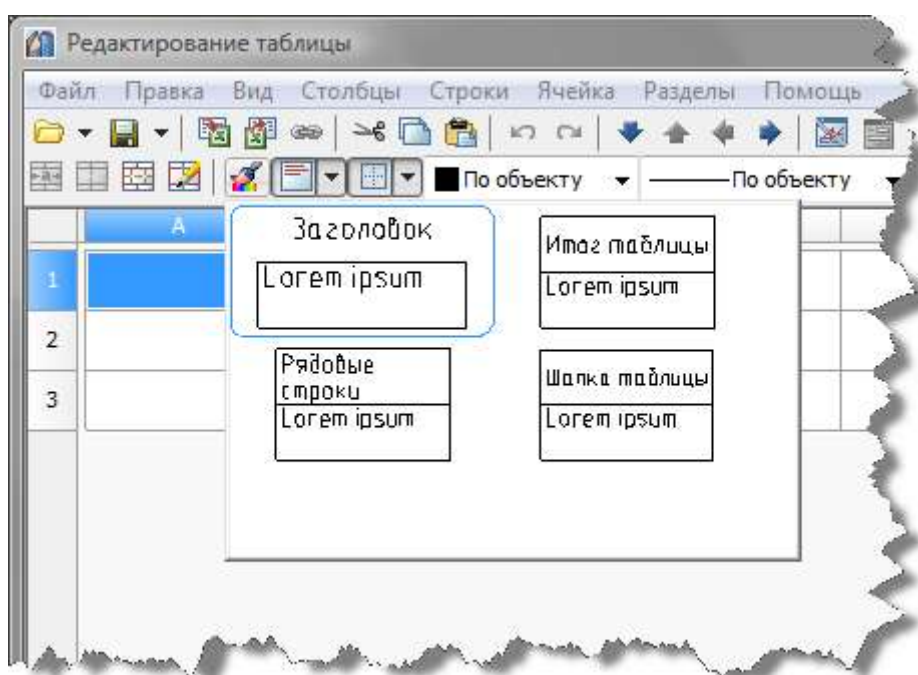 Редактирование таблицы
Файл Правка Вид Столбцы Строки Ячейка Разделы Помощь
По объекту По объекту
A
Заголовок
Lorem ipsum
Итог таблицы
Lorem ipsum
1
2
3
Рядовые
строки
Lorem ipsum
Шапка таблицы
Lorem ipsum